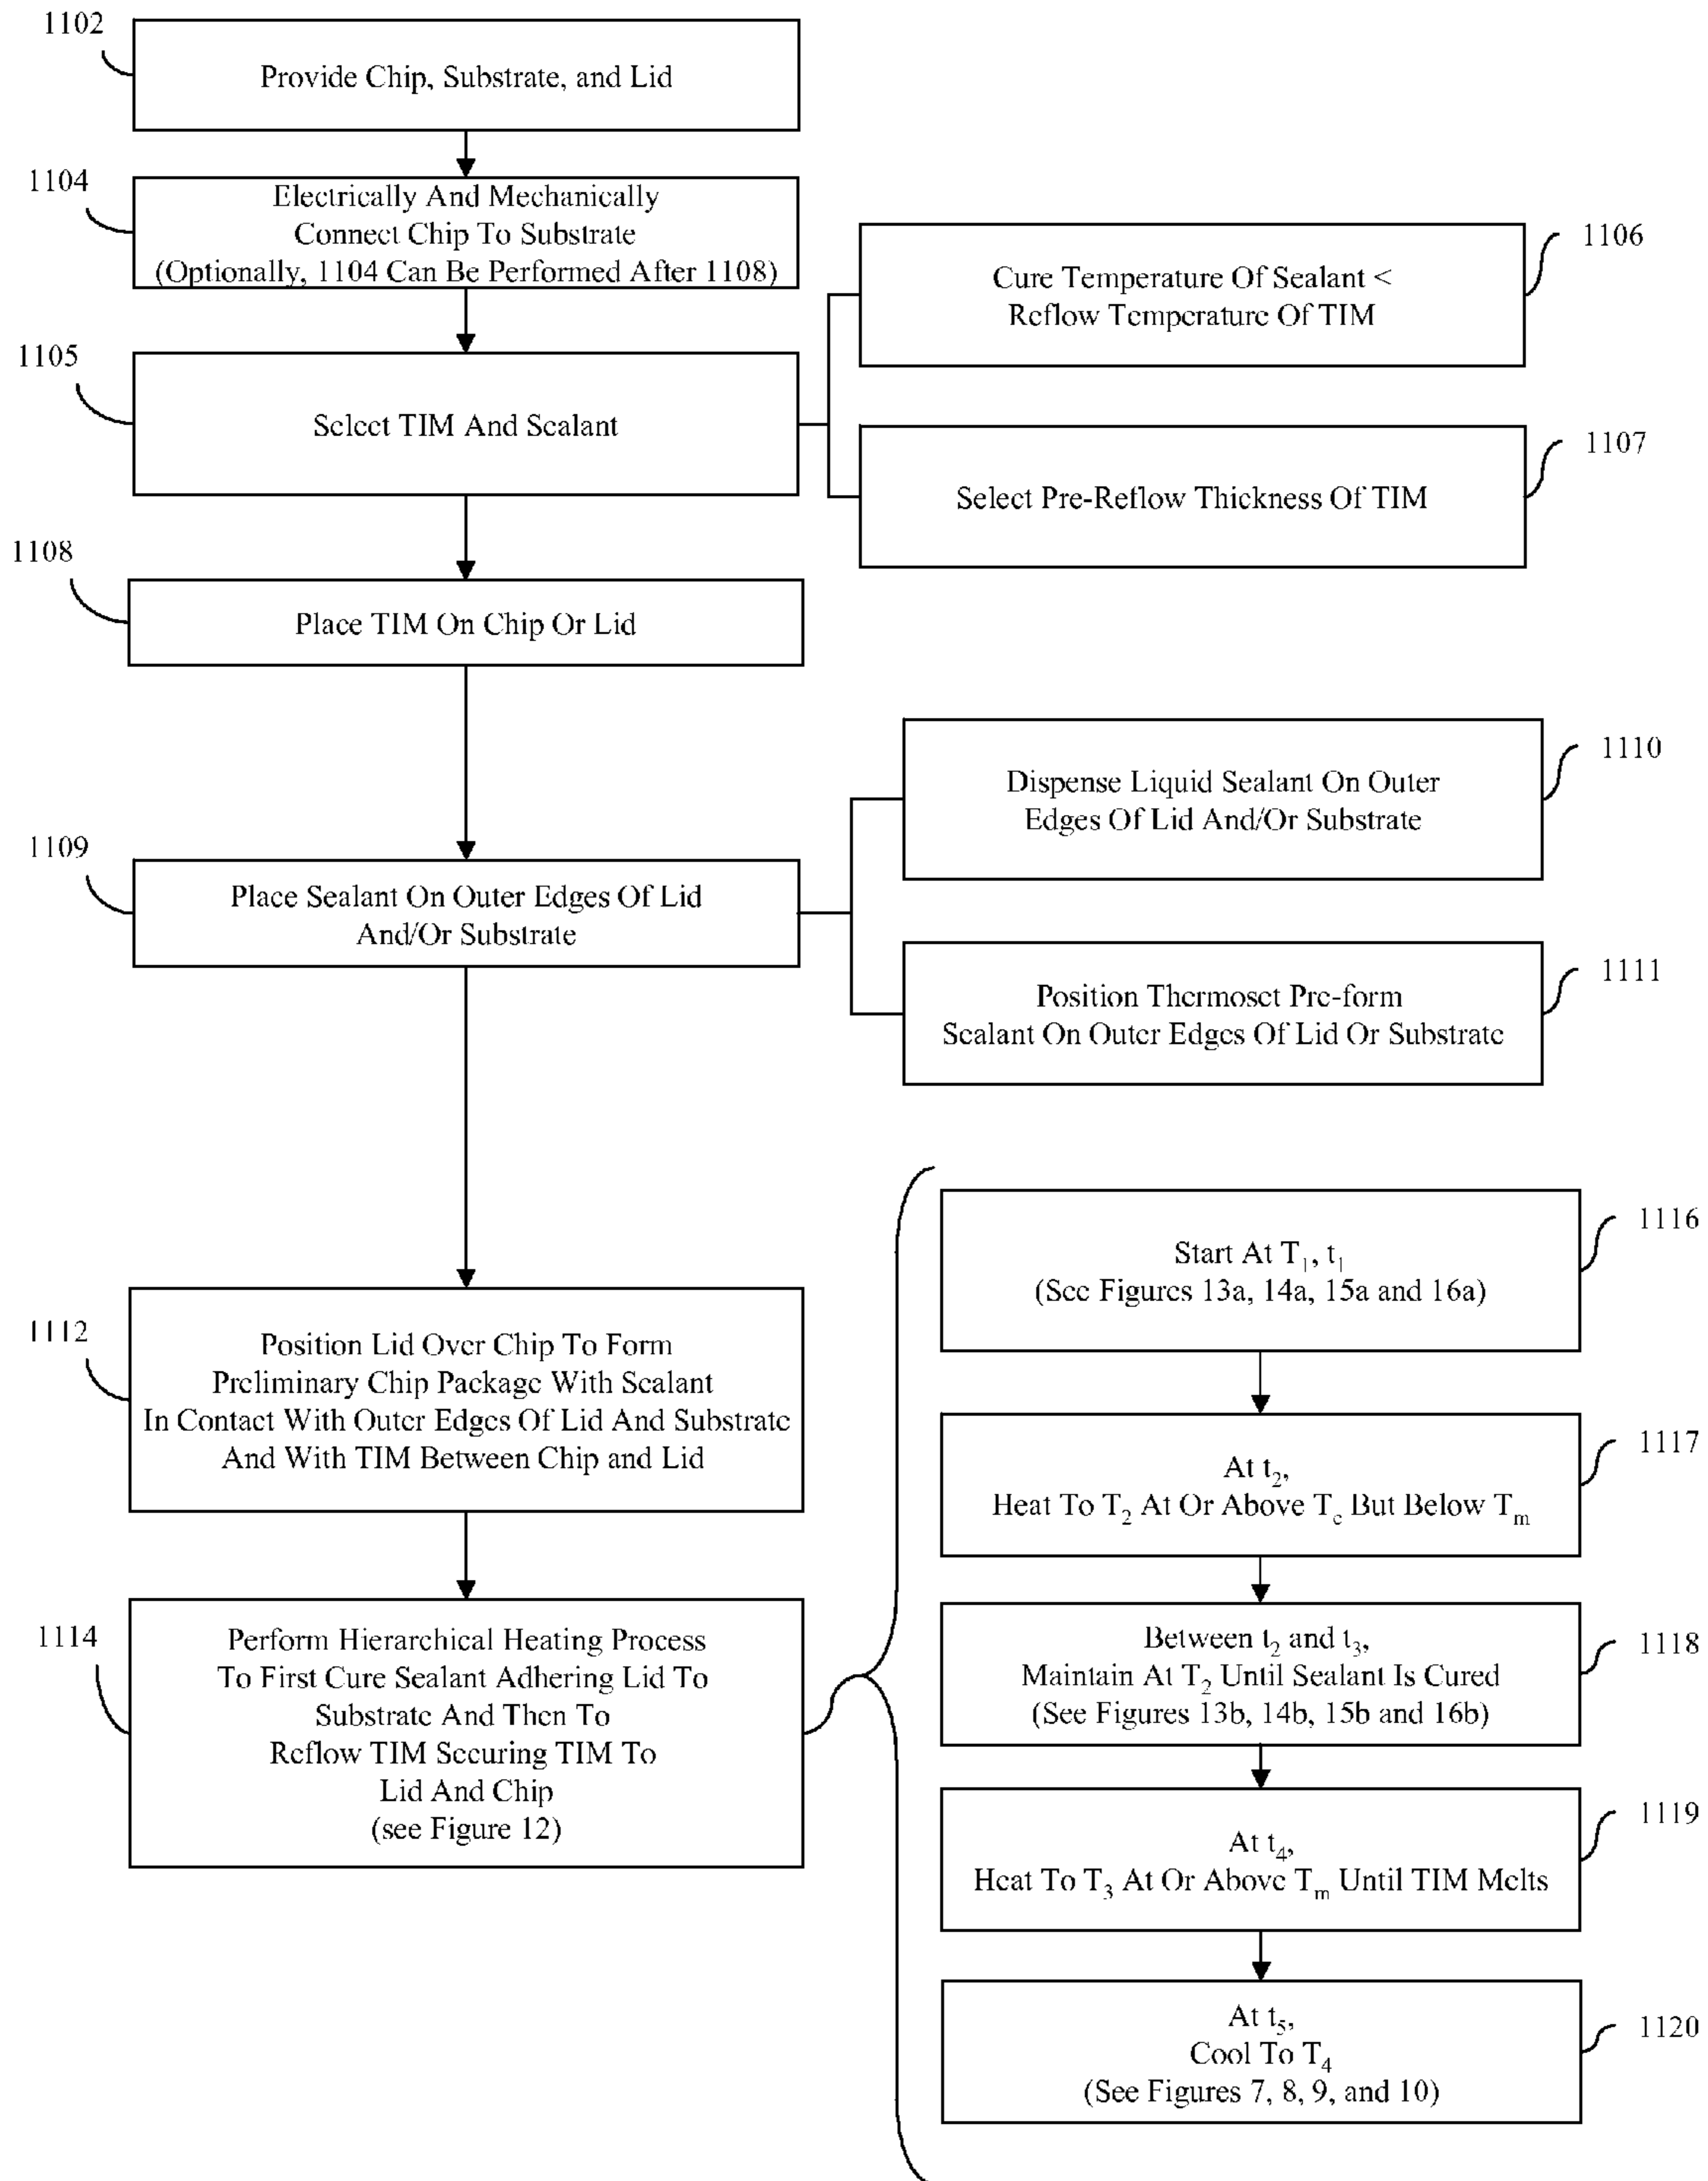 1102
Provide Chip, Substrate, and Lid
1104
Electrically And Mechanically
Connect Chip To Substrate
(Optionally, 1104 Can Be Performed After 1108)
1105
Select TIM And Sealant
1106
Cure Temperature Of Sealant <
Reflow Temperature Of TIM
1107
Select Pre-Reflow Thickness Of TIM
1108
Place TIM On Chip Or Lid
1109
Place Sealant On Outer Edges Of Lid
And/Or Substrate
1110
Dispense Liquid Sealant On Outer
Edges Of Lid And/Or Substrate
1111
Position Thermoset Pre-form
Sealant On Outer Edges Of Lid Or Substrate
1112
Position Lid Over Chip To Form
Preliminary Chip Package With Sealant
In Contact With Outer Edges Of Lid And Substrate
And With TIM Between Chip and Lid
1114
Perform Hierarchical Heating Process
To First Cure Sealant Adhering Lid To
Substrate And Then To
Reflow TIM Securing TIM To
Lid And Chip
(see Figure 12)
1116
Start At T₁, t₁
(See Figures 13a, 14a, 15a and 16a)
1117
At t₂,
Heat To T₂ At Or Above Tc But Below Tm
1118
Between t₂ and t₃,
Maintain At T₂ Until Sealant Is Cured
(See Figures 13b, 14b, 15b and 16b)
1119
At t₄,
Heat To T₃ At Or Above Tm Until TIM Melts
1120
At t₅,
Cool To T₄
(See Figures 7, 8, 9, and 10)